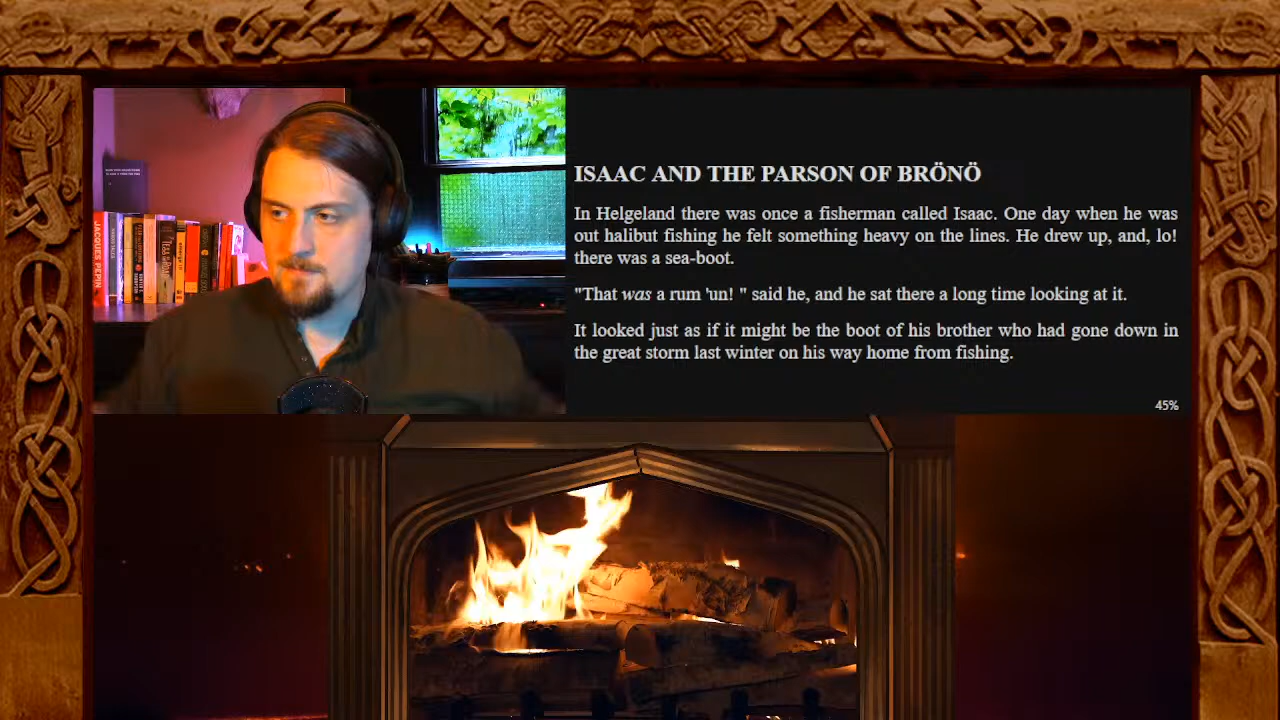 ISAAC AND THE PARSON OF BRÖNÖ
In Helgeland there was once a fisherman called Isaac. One day when he was
out halibut fishing he felt something heavy on the lines. He drew up, and, lo!
there was a sea-boot.
"That was a rum 'un! " said he, and he sat there a long time looking at it.
It looked just as if it might be the boot of his brother who had gone down in
the great storm last winter on his way home from fishing.
45%
JACQUES PEPIN